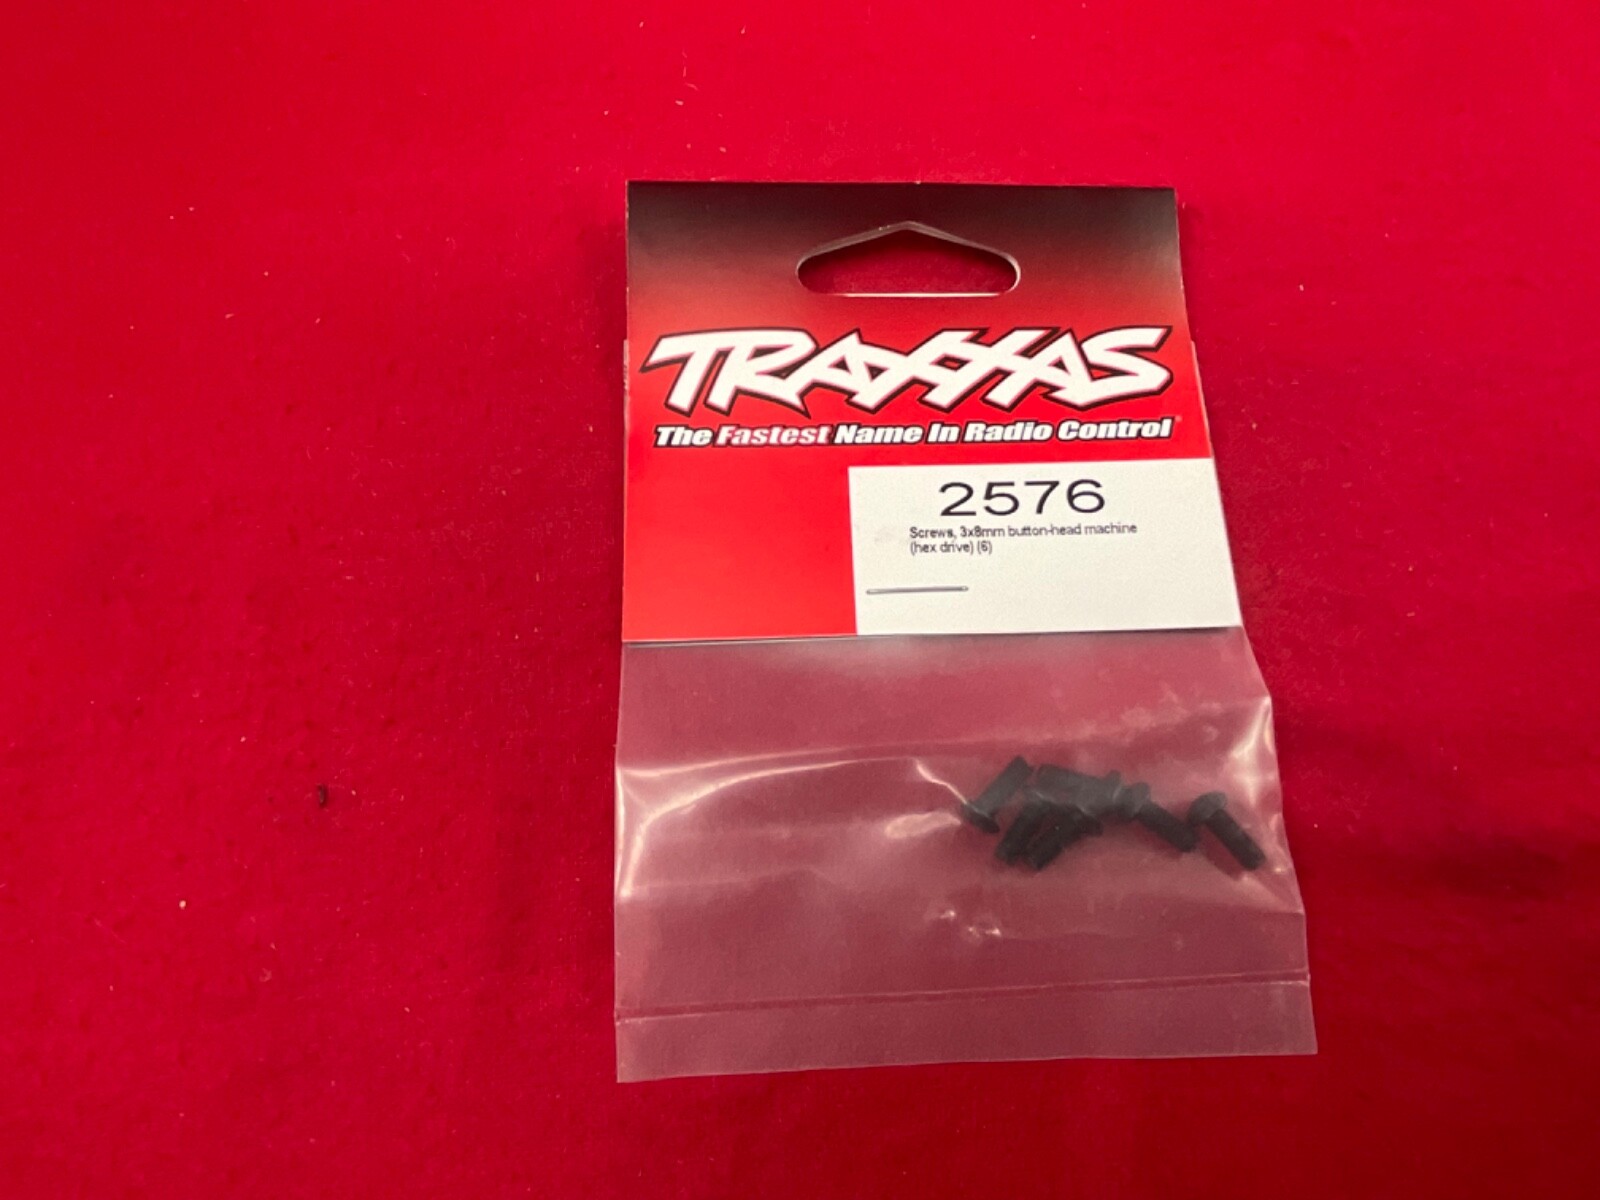 TRAXXAS
The Fastest Name In Radio Control
2576
Screws, 3x8mm button-head machine
(hex drive) (6)